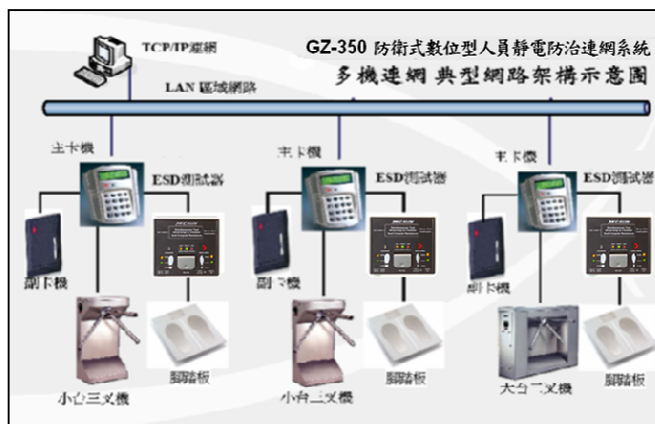 TCP/IP連網
GZ-350 防衛式數位型人員靜電防治連網系統
多機連網 典型網路架構示意圖
LAN 區域網路
主卡機
主卡機
主卡機
ESD測試器
ESD測試器
ESD測試器
副卡機
副卡機
副卡機
腳踏板
腳踏板
腳踏板
小台三叉機
小台三叉機
大台三叉機